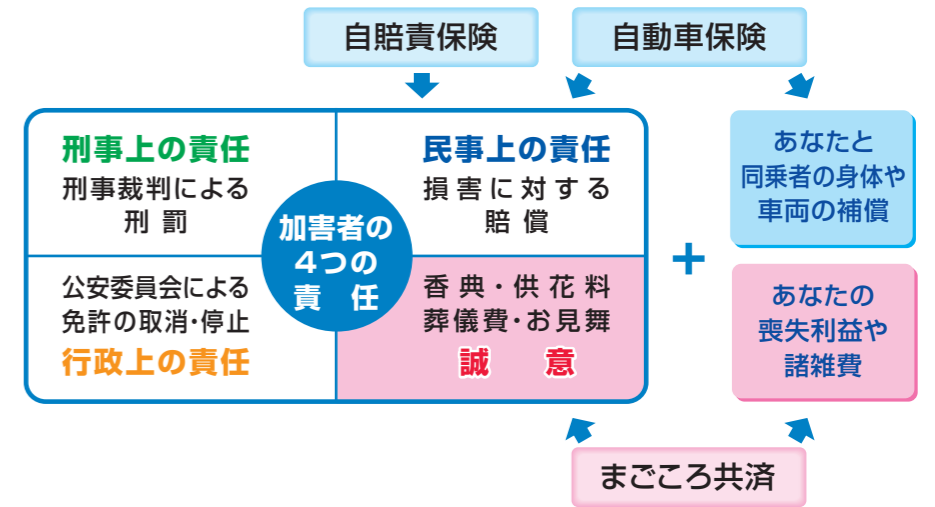 自賠責保険
自動車保険
刑事上の責任
刑事裁判による
刑罰
民事上の責任
損害に対する
賠償
加害者の
4つの
責任
公安委員会による
免許の取消・停止
行政上の責任
香典・供花料
葬儀費・お見舞
誠意
+
あなたと
同乗者の身体や
車両の補償
あなたの
喪失利益や
諸雑費
まごころ共済